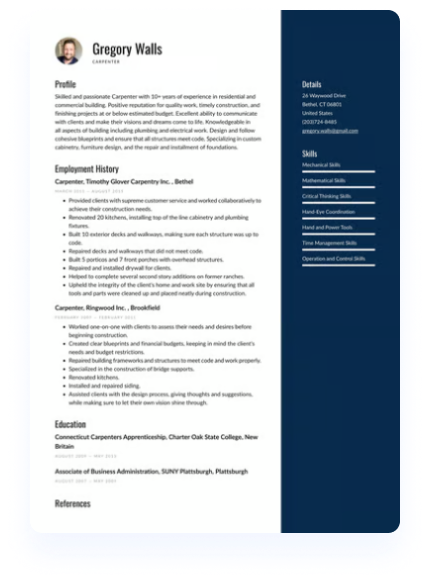 Gregory Walls
CARPENTER
Profile
Skilled and passionate Carpenter with 10+ years of experience in residential and
commercial building. Positive reputation for quality work, timely construction, and
finishing projects at or below estimated budget. Excellent ability to communicate
with clients and make their visions and dreams come to life. Knowledgeable in
all aspects of building including plumbing and electrical work. Design and follow
cohesive blueprints and ensure all structures meet code. Specializing in custom
cabinetry, furniture design, and the repair and installment of foundations.
Employment History
Carpenter, Timothy Glover Carpentry Inc. , Bethel
• Provided clients with supreme customer service and worked collaboratively to
achieve their construction needs.
• Renovated 20 kitchens, installing top of the line cabinetry and plumbing
fixtures.
• Built 10 exterior decks and walkways, making sure each structure was up to
code.
• Repaired decks and walkways that did not meet code.
• Built 5 porticos and 7 front porches with overhead structures.
• Repaired and installed drywall for clients.
• Helped to complete several second story additions on former ranches.
• Upheld the integrity of the client's home and work site by ensuring that all
tools and parts were cleaned up and placed neatly during construction.
Carpenter, Ringwood Inc. , Brookfield
• Worked one-on-one with clients to assess their needs and desires before
beginning construction.
• Created clear blueprints and financial budgets, keeping in mind the client's
needs and budget restrictions.
• Repaired building frameworks and structures to meet code and work properly.
• Specialized in the construction of bridge supports.
• Renovated kitchens.
• Installed and repaired siding.
• Assisted clients with the design process, giving thoughts and suggestions,
while making sure to let their own vision shine through.
Education
Connecticut Carpenters Apprenticeship, Charter Oak State College, New
Britain
Associate of Business Administration, SUNY Plattsburgh, Plattsburgh
References
Details
26 Waywood Drive
Bethel, CT 06801
United States
(203)724-8465
gregory.walls@gmail.com
Skills
Mechanical Skills
Mathematical Skills
Critical Thinking Skills
Hand-Eye Coordination
Hand and Power Tools
Time Management Skills
Operation and Control Skills